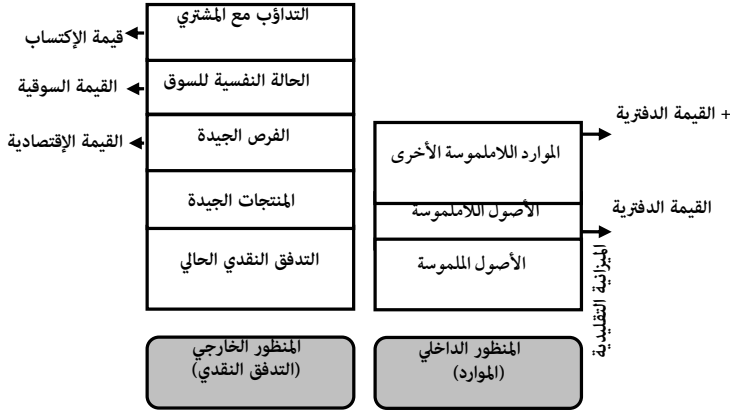 التداؤب مع المشتري
قيمة الإكتساب
الحالة النفسية للسوق
القيمة السوقية
الفرص الجيدة
القيمة الإقتصادية
المنتجات الجيدة
التدفق النقدي الحالي
المنظور الخارجي
(التدفق النقدي)
القيمة الدفترية +
الموارد اللاملموسة الأخرى
القيمة الدفترية
الأصول اللاملموسة
الأصول الملموسة
الميزانية التقليدية
المنظور الداخلي
(الموارد)